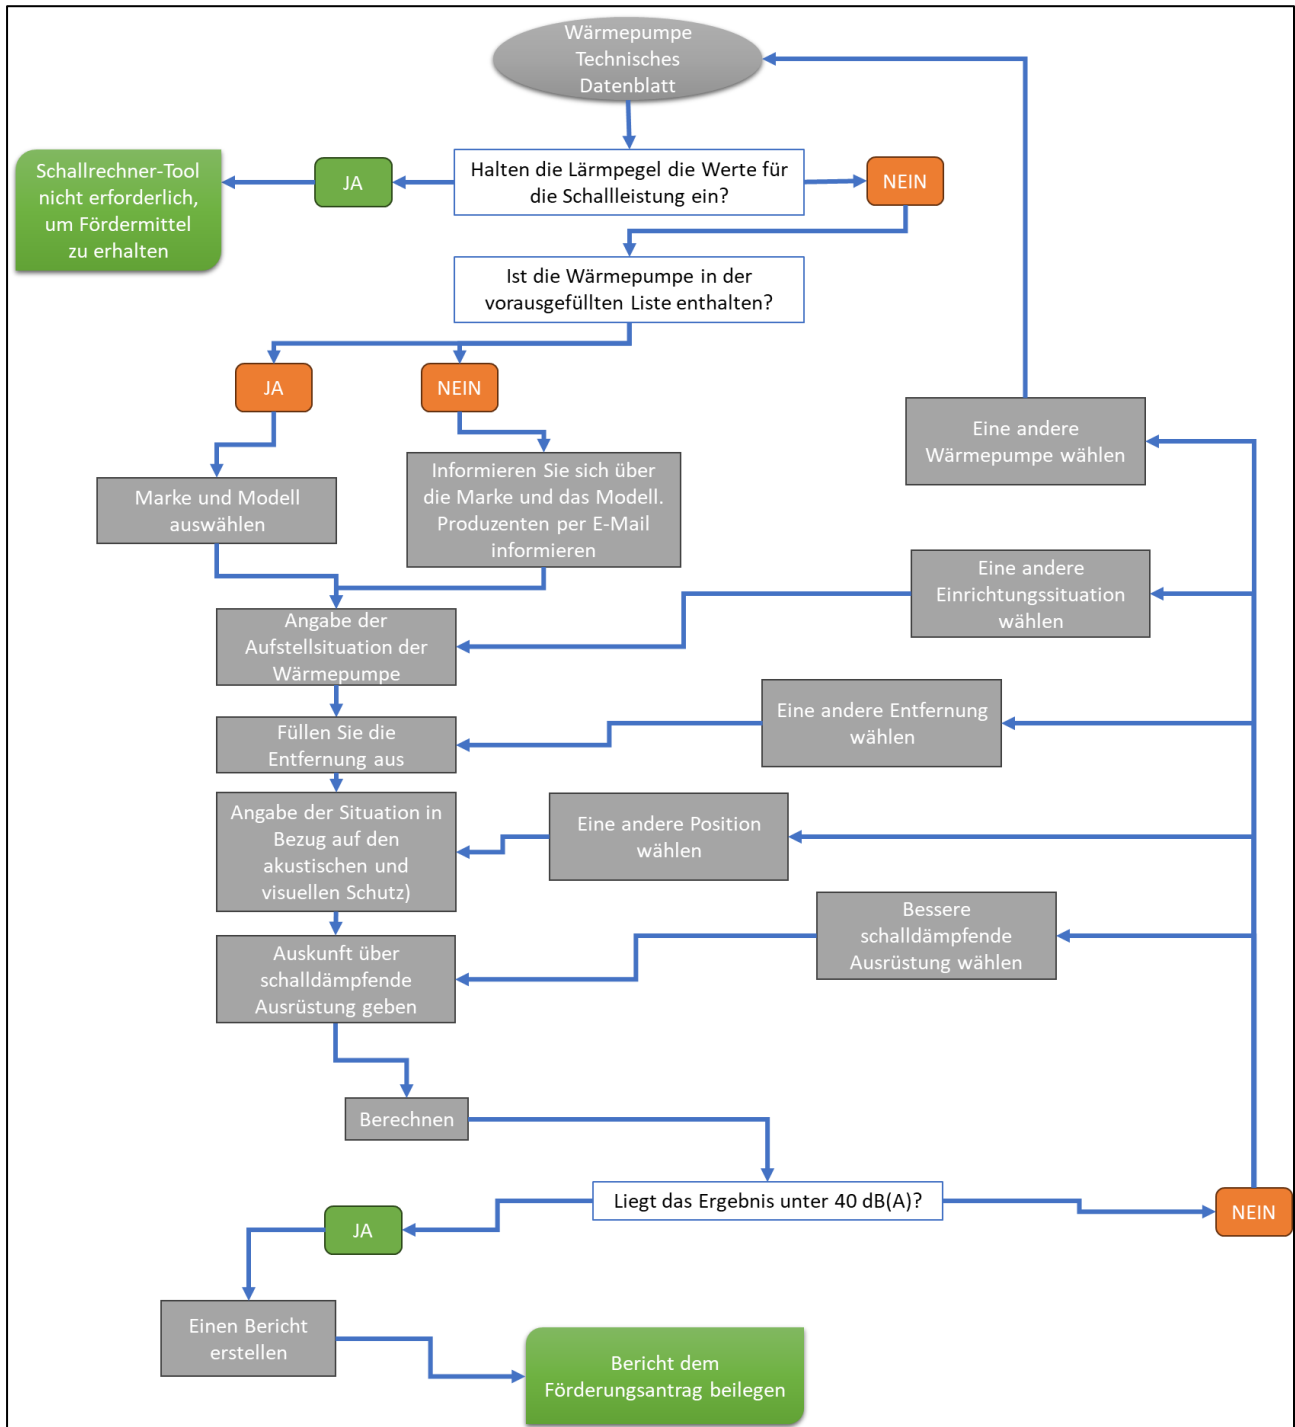 Wärmepumpe
Technisches
Datenblatt
Schallrechner-Tool
nicht erforderlich,
um Fördermittel
zu erhalten
JA
Halten die Lärmpegel die Werte für
die Schallleistung ein?
NEIN
Ist die Wärmepumpe in der
vorausgefüllten Liste enthalten?
JA
NEIN
Eine andere
Wärmepumpe wählen
Marke und Modell
auswählen
Informieren Sie sich über
die Marke und das Modell.
Produzenten per E-Mail
informieren
Eine andere
Einrichtungssituation
wählen
Angabe der
Aufstellsituation der
Wärmepumpe
Eine andere Entfernung
wählen
Füllen Sie die
Entfernung aus
Angabe der Situation in
Bezug auf den
akustischen und
visuellen Schutz)
Eine andere Position
wählen
Bessere
schalldämpfende
Ausrüstung wählen
Auskunft über
schalldämpfende
Ausrüstung geben
Berechnen
Liegt das Ergebnis unter 40 dB(A)?
JA
NEIN
Einen Bericht
erstellen
Bericht dem
Förderungsantrag beilegen